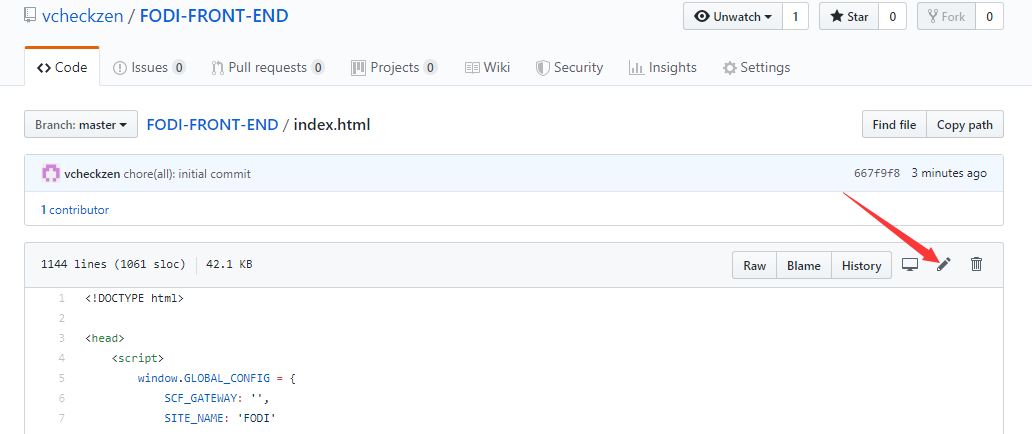 vcheckzen / FODI-FRONT-END
Unwatch 1
Star 0
Fork 0
Code
Issues 0
Pull requests 0
Projects 0
Wiki
Security
Insights
Settings
Branch: master
FODI-FRONT-END / index.html
Find file
Copy path
vcheckzen chore(all): initial commit
667f9f8 3 minutes ago
1 contributor
1144 lines (1061 sloc)
42.1 KB
Raw
Blame
History
1 <!DOCTYPE html>
2
3 <head>
4 <script>
5 window.GLOBAL_CONFIG = {
6 SCF_GATEWAY: '',
7 SITE_NAME: 'FODI'